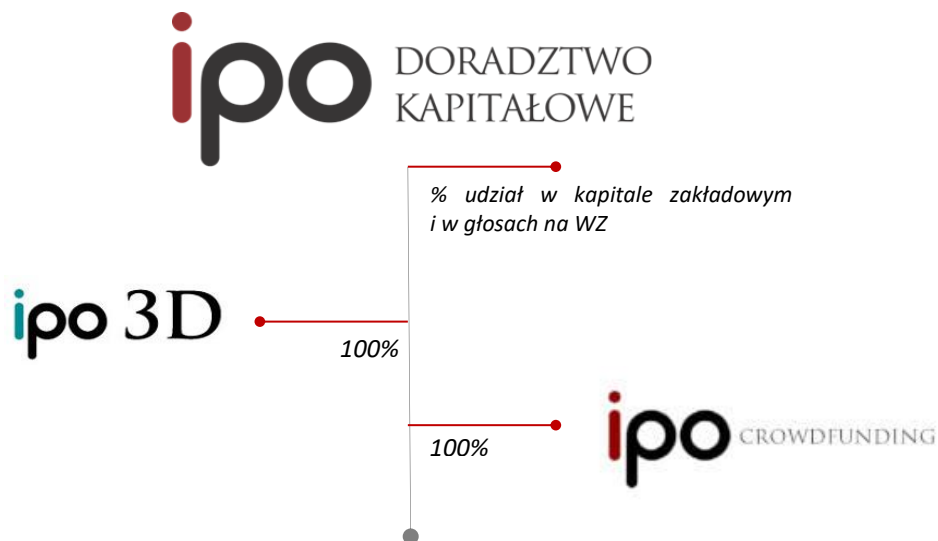 ipo DORADZTWO
KAPITAŁOWE
% udział w kapitale zakładowym
i w głosach na WZ
ipo 3D
100%
100%
ipo CROWDFUNDING